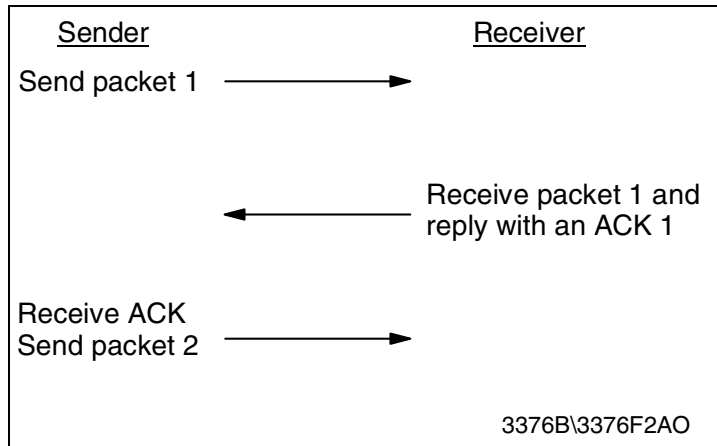 Sender
Receiver
Send packet 1
Receive packet 1 and
reply with an ACK 1
Receive ACK
Send packet 2
3376B\3376F2AO